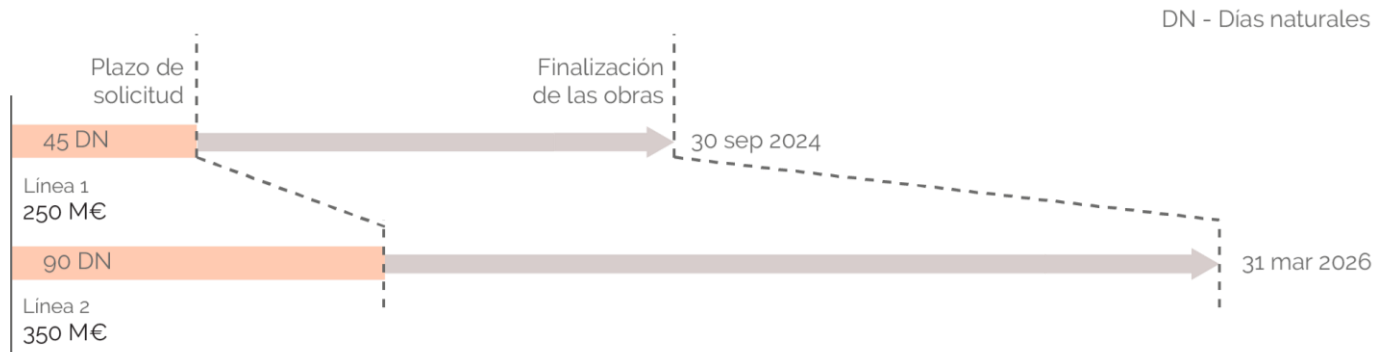 DN - Días naturales
Plazo de
solicitud
Finalización
de las obras
45 DN
30 sep 2024
Línea 1
250 M€
90 DN
31 mar 2026
Línea 2
350 M€